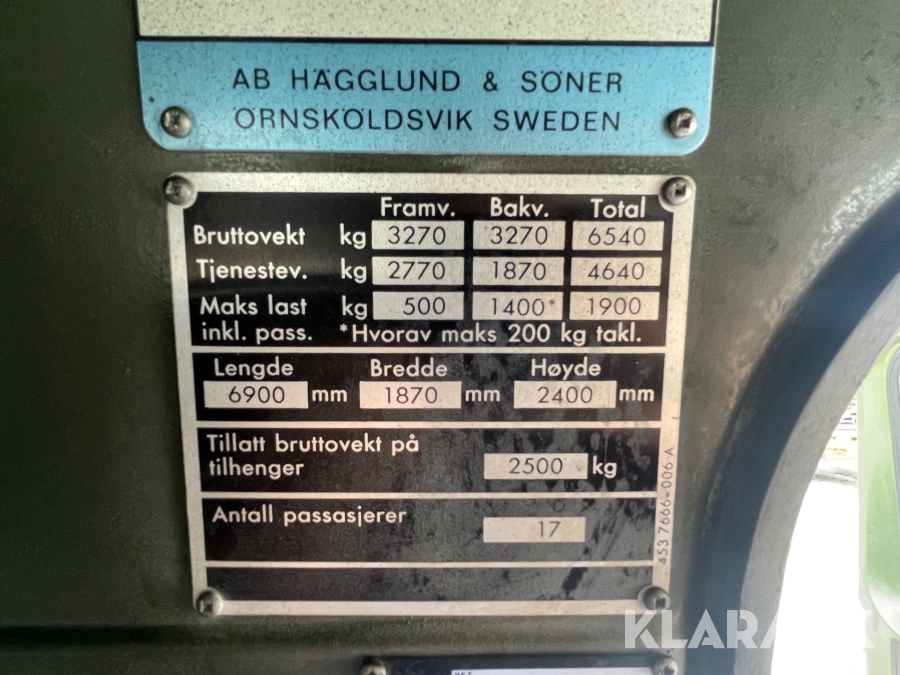 AB HÄGGLUND & SÖNER
ÖRNSKÖLDSVIK SWEDEN
Framv. Bakv. Total
Bruttovekt kg 3270 3270 6540
Tjenestev. kg 2770 1870 4640
Maks last kg 500 1400* 1900
inkl. pass. *Hvorav maks 200 kg takl.
Lengde Bredde Høyde
6900 mm 1870 mm 2400 mm
Tillatt bruttovekt på
tilhenger 2500 kg
Antall passasjerer 17
453 7666-006 A